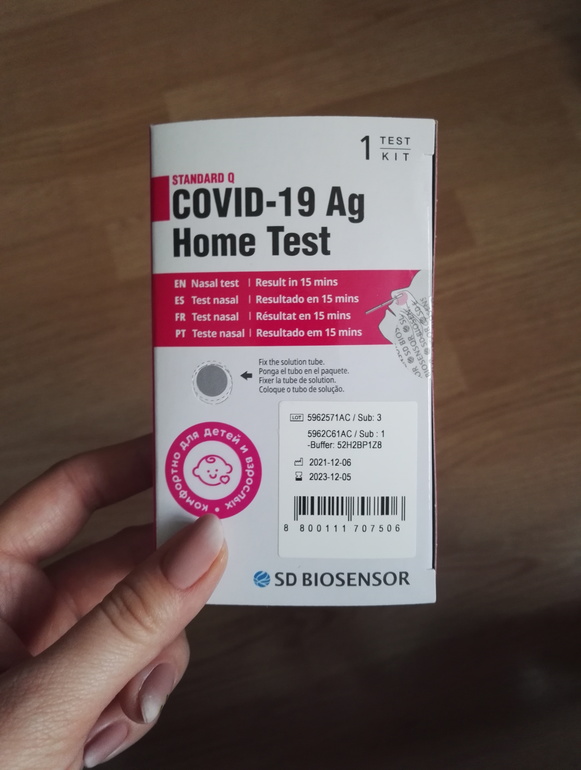 1 TEST KIT
STANDARD Q
COVID-19 Ag
Home Test
EN Nasal test | Result in 15 mins
ES Test nasal | Resultado en 15 mins
FR Test nasal | Résultat en 15 mins
PT Teste nasal | Resultado em 15 mins
SD BIOSENSOR
Fix the solution tube.
Ponga el tubo en el paquete.
Fixer la tube de solution.
Coloque o tubo de solução.
LOT 5962571AC / Sub: 3
5962C61AC / Sub : 1
-Buffer: 52H2BP1Z8
2021-12-06
2023-12-05
8 800111 707506
комфортно для детей и взрослых •
SD BIOSENSOR